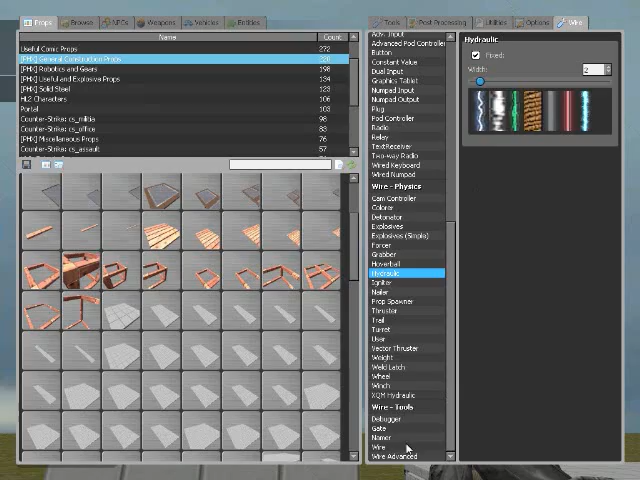 Props Browse NPCs Weapons Vehicles Entities
Name Count
Useful Comic Props 272
[PHX] General Construction Props 220
[PHX] Robotics and Gears 198
[PHX] Useful and Explosive Props 134
[PHX] Solid Steel 123
HL2 Characters 106
Portal 103
Counter-Strike: cs_militia 98
Counter-Strike: cs_office 83
[PHX] Miscellaneous Props 76
Counter-Strike: cs_assault 57
Tools Post Processing Utilities Options Wire
Adv. Input
Advanced Pod Controller
Button
Constant Value
Dual Input
Graphics Tablet
Numpad Input
Numpad Output
Plug
Pod Controller
Radio
Relay
TextReceiver
Two-way Radio
Wired Keyboard
Wired Numpad
Wire - Physics
Cam Controller
Colorer
Detonator
Explosives
Explosives (Simple)
Forcer
Grabber
Hoverball
Hydraulic
Igniter
Nailer
Prop Spawner
Thruster
Trail
Turret
User
Vector Thruster
Weight
Weld Latch
Wheel
Winch
XQM Hydraulic
Wire - Tools
Debugger
Gate
Namer
Wire
Wire Advanced
Hydraulic
Fixed:
Width:
2